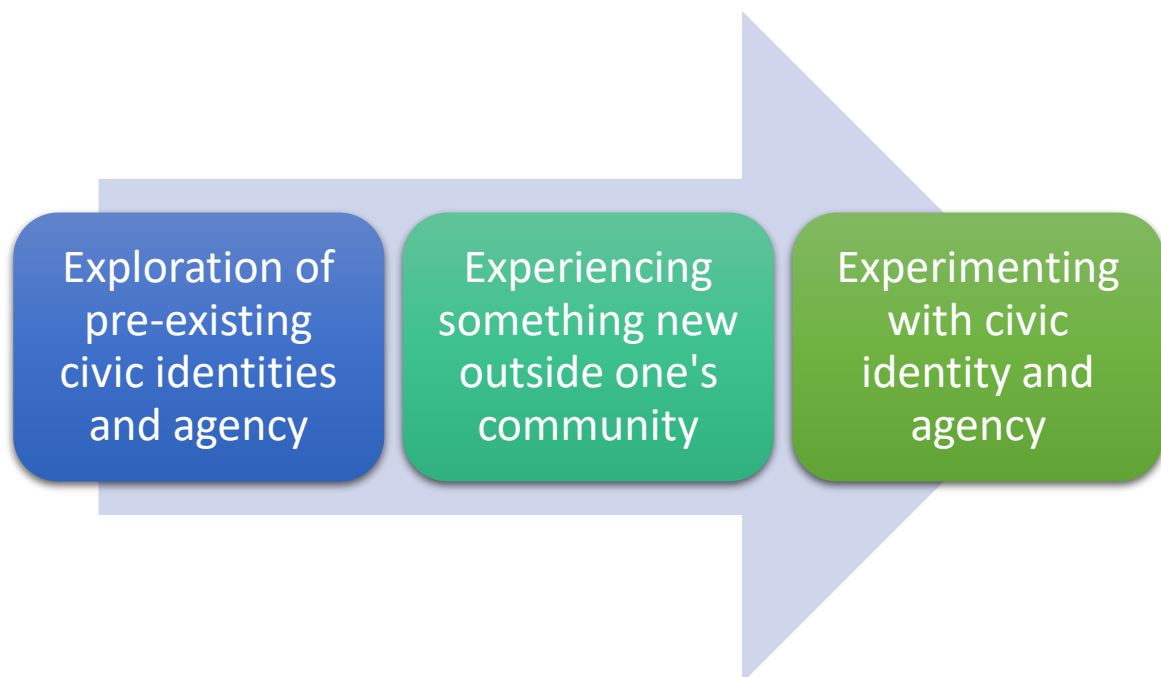 Exploration of
pre-existing
civic identities
and agency
Experiencing
something new
outside one's
community
Experimenting
with civic
identity and
agency